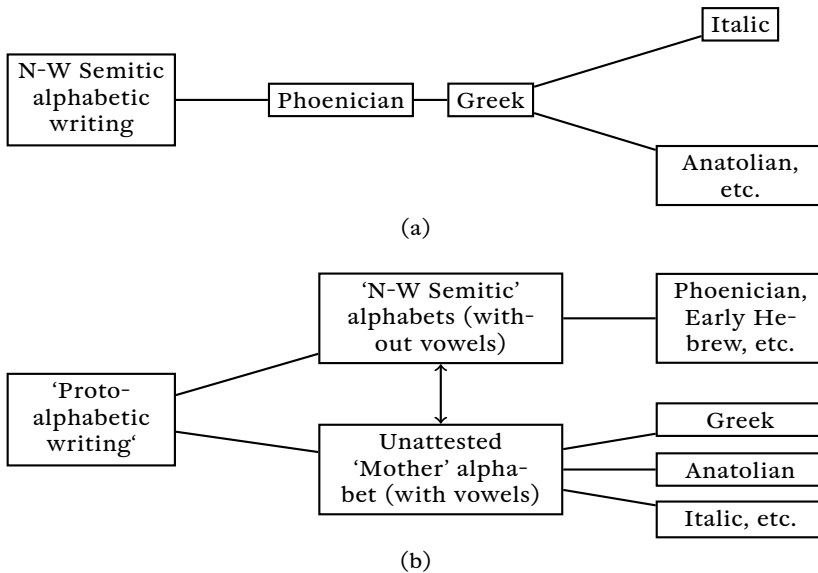 Italic
N-W Semitic
alphabetic
writing
Phoenician
Greek
Anatolian,
etc.
(a)
‘N-W Semitic’
alphabets (with-
out vowels)
Phoenician,
Early He-
brew, etc.
‘Proto-
alphabetic
writing‘
Unattested
‘Mother’ alpha-
bet (with vowels)
Greek
Anatolian
Italic, etc.
(b)